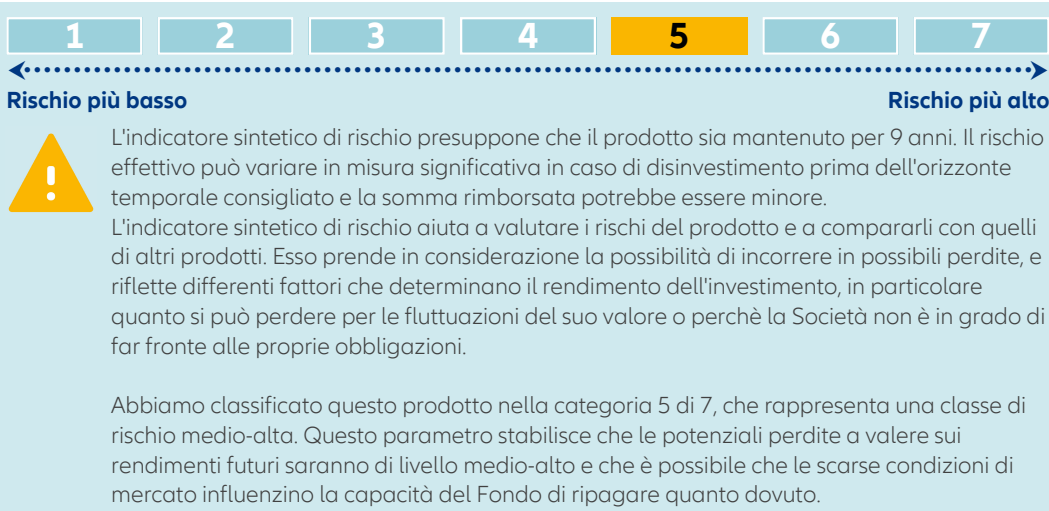 1 2 3 4 5 6 7
Rischio più basso Rischio più alto
L'indicatore sintetico di rischio presuppone che il prodotto sia mantenuto per 9 anni. Il rischio
effettivo può variare in misura significativa in caso di disinvestimento prima dell'orizzonte
temporale consigliato e la somma rimborsata potrebbe essere minore.
L'indicatore sintetico di rischio aiuta a valutare i rischi del prodotto e a compararli con quelli
di altri prodotti. Esso prende in considerazione la possibilità di incorrere in possibili perdite, e
riflette differenti fattori che determinano il rendimento dell'investimento, in particolare
quanto si può perdere per le fluttuazioni del suo valore o perchè la Società non è in grado di
far fronte alle proprie obbligazioni.
Abbiamo classificato questo prodotto nella categoria 5 di 7, che rappresenta una classe di
rischio medio-alta. Questo parametro stabilisce che le potenziali perdite a valere sui
rendimenti futuri saranno di livello medio-alto e che è possibile che le scarse condizioni di
mercato influenzino la capacità del Fondo di ripagare quanto dovuto.